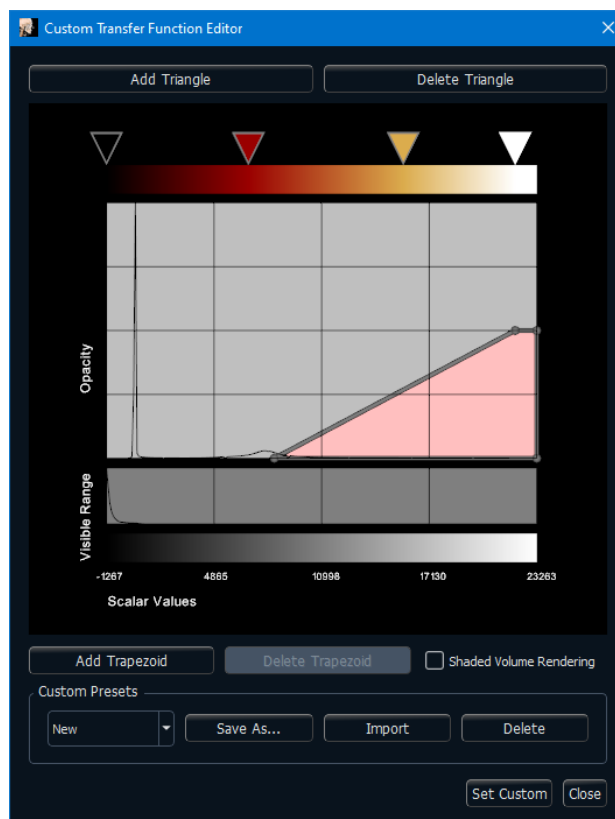 Custom Transfer Function Editor
Add Triangle
Delete Triangle
Opacity
Visible Range
-1267
4865
10998
17130
23263
Scalar Values
Add Trapezoid
Delete Trapezoid
Shaded Volume Rendering
Custom Presets
New
Save As...
Import
Delete
Set Custom
Close